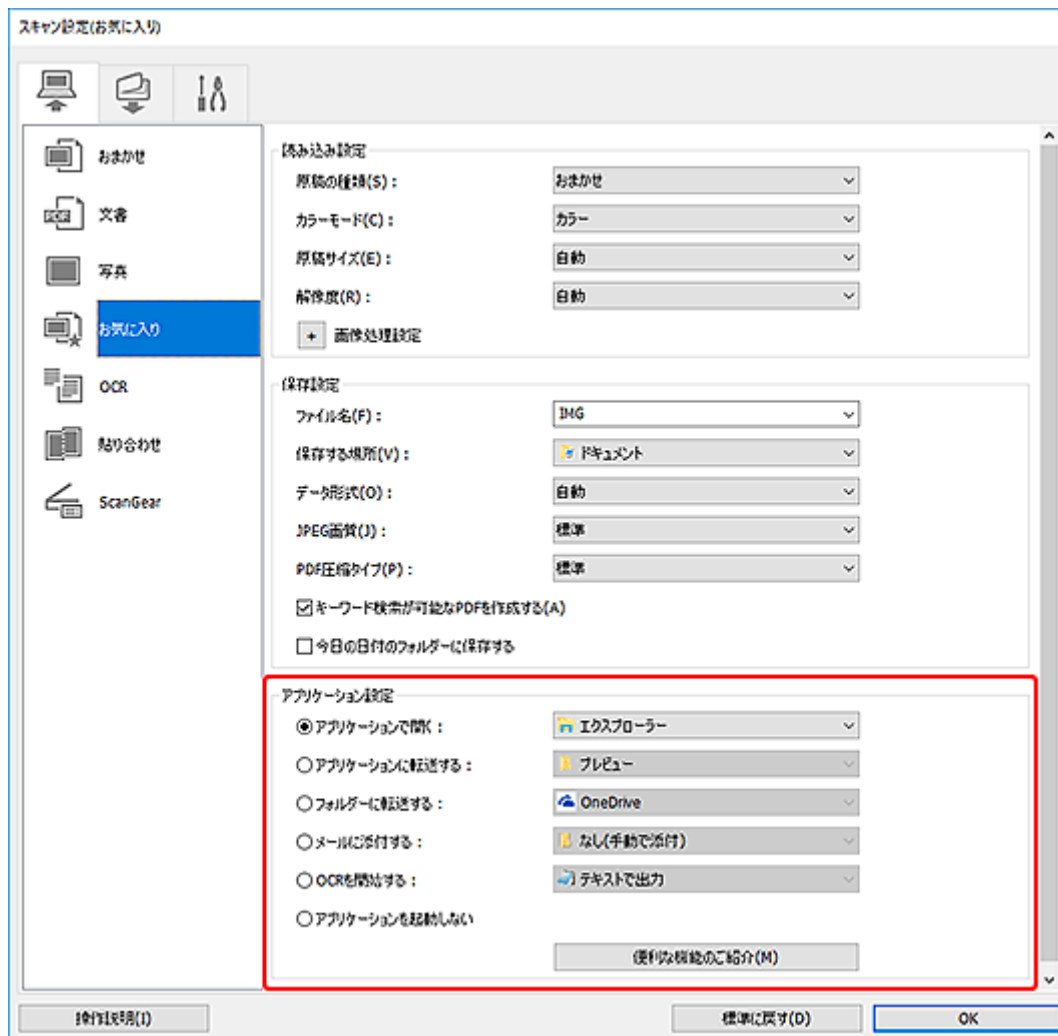 スキャン設定(お気に入り)
おまかせ
文書
写真
お気に入り
OCR
貼り合わせ
ScanGear
読み込み設定
原稿の種類(S)： おまかせ
カラーモード(C)： カラー
原稿サイズ(E)： 自動
解像度(R)： 自動
+ 画像処理設定
保存設定
ファイル名(F)： IMG
保存する場所(V)： ドキュメント
データ形式(O)： 自動
JPEG画質(J)： 標準
PDF圧縮タイプ(P)： 標準
キーワード検索が可能なPDFを作成する(A)
今日の日付のフォルダーに保存する
アプリケーション設定
アプリケーションで開く： エクスプローラー
アプリケーションに転送する： プレビュー
フォルダーに転送する： OneDrive
メールに添付する： なし(手動で添付)
OCRを開始する： テキストで出力
アプリケーションを起動しない
便利な機能のご紹介(M)
操作説明(I) 標準に戻す(D) OK